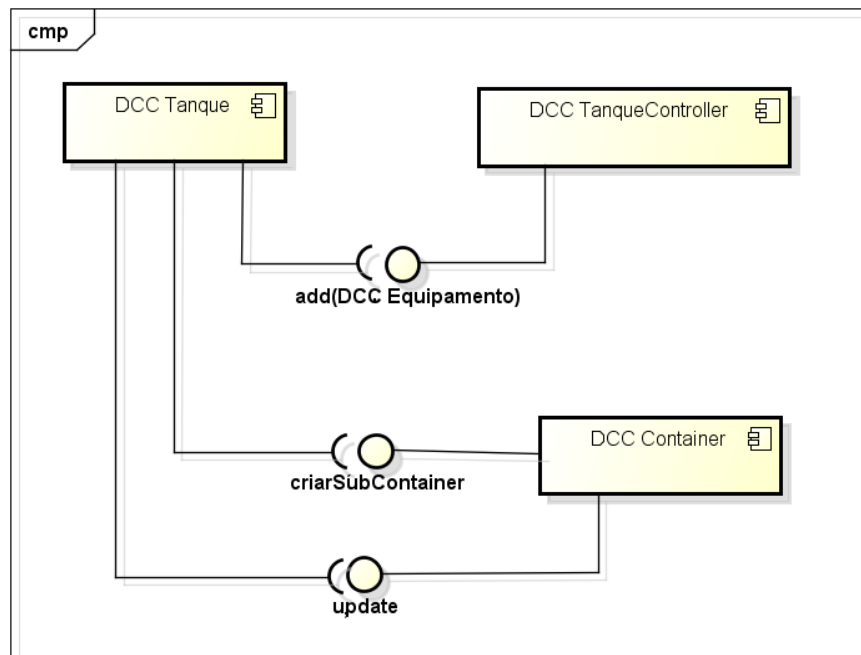 cmp
DCC Tanque
DCC TanqueController
add(DCC Equipamento)
DCC Container
criarSubContainer
update